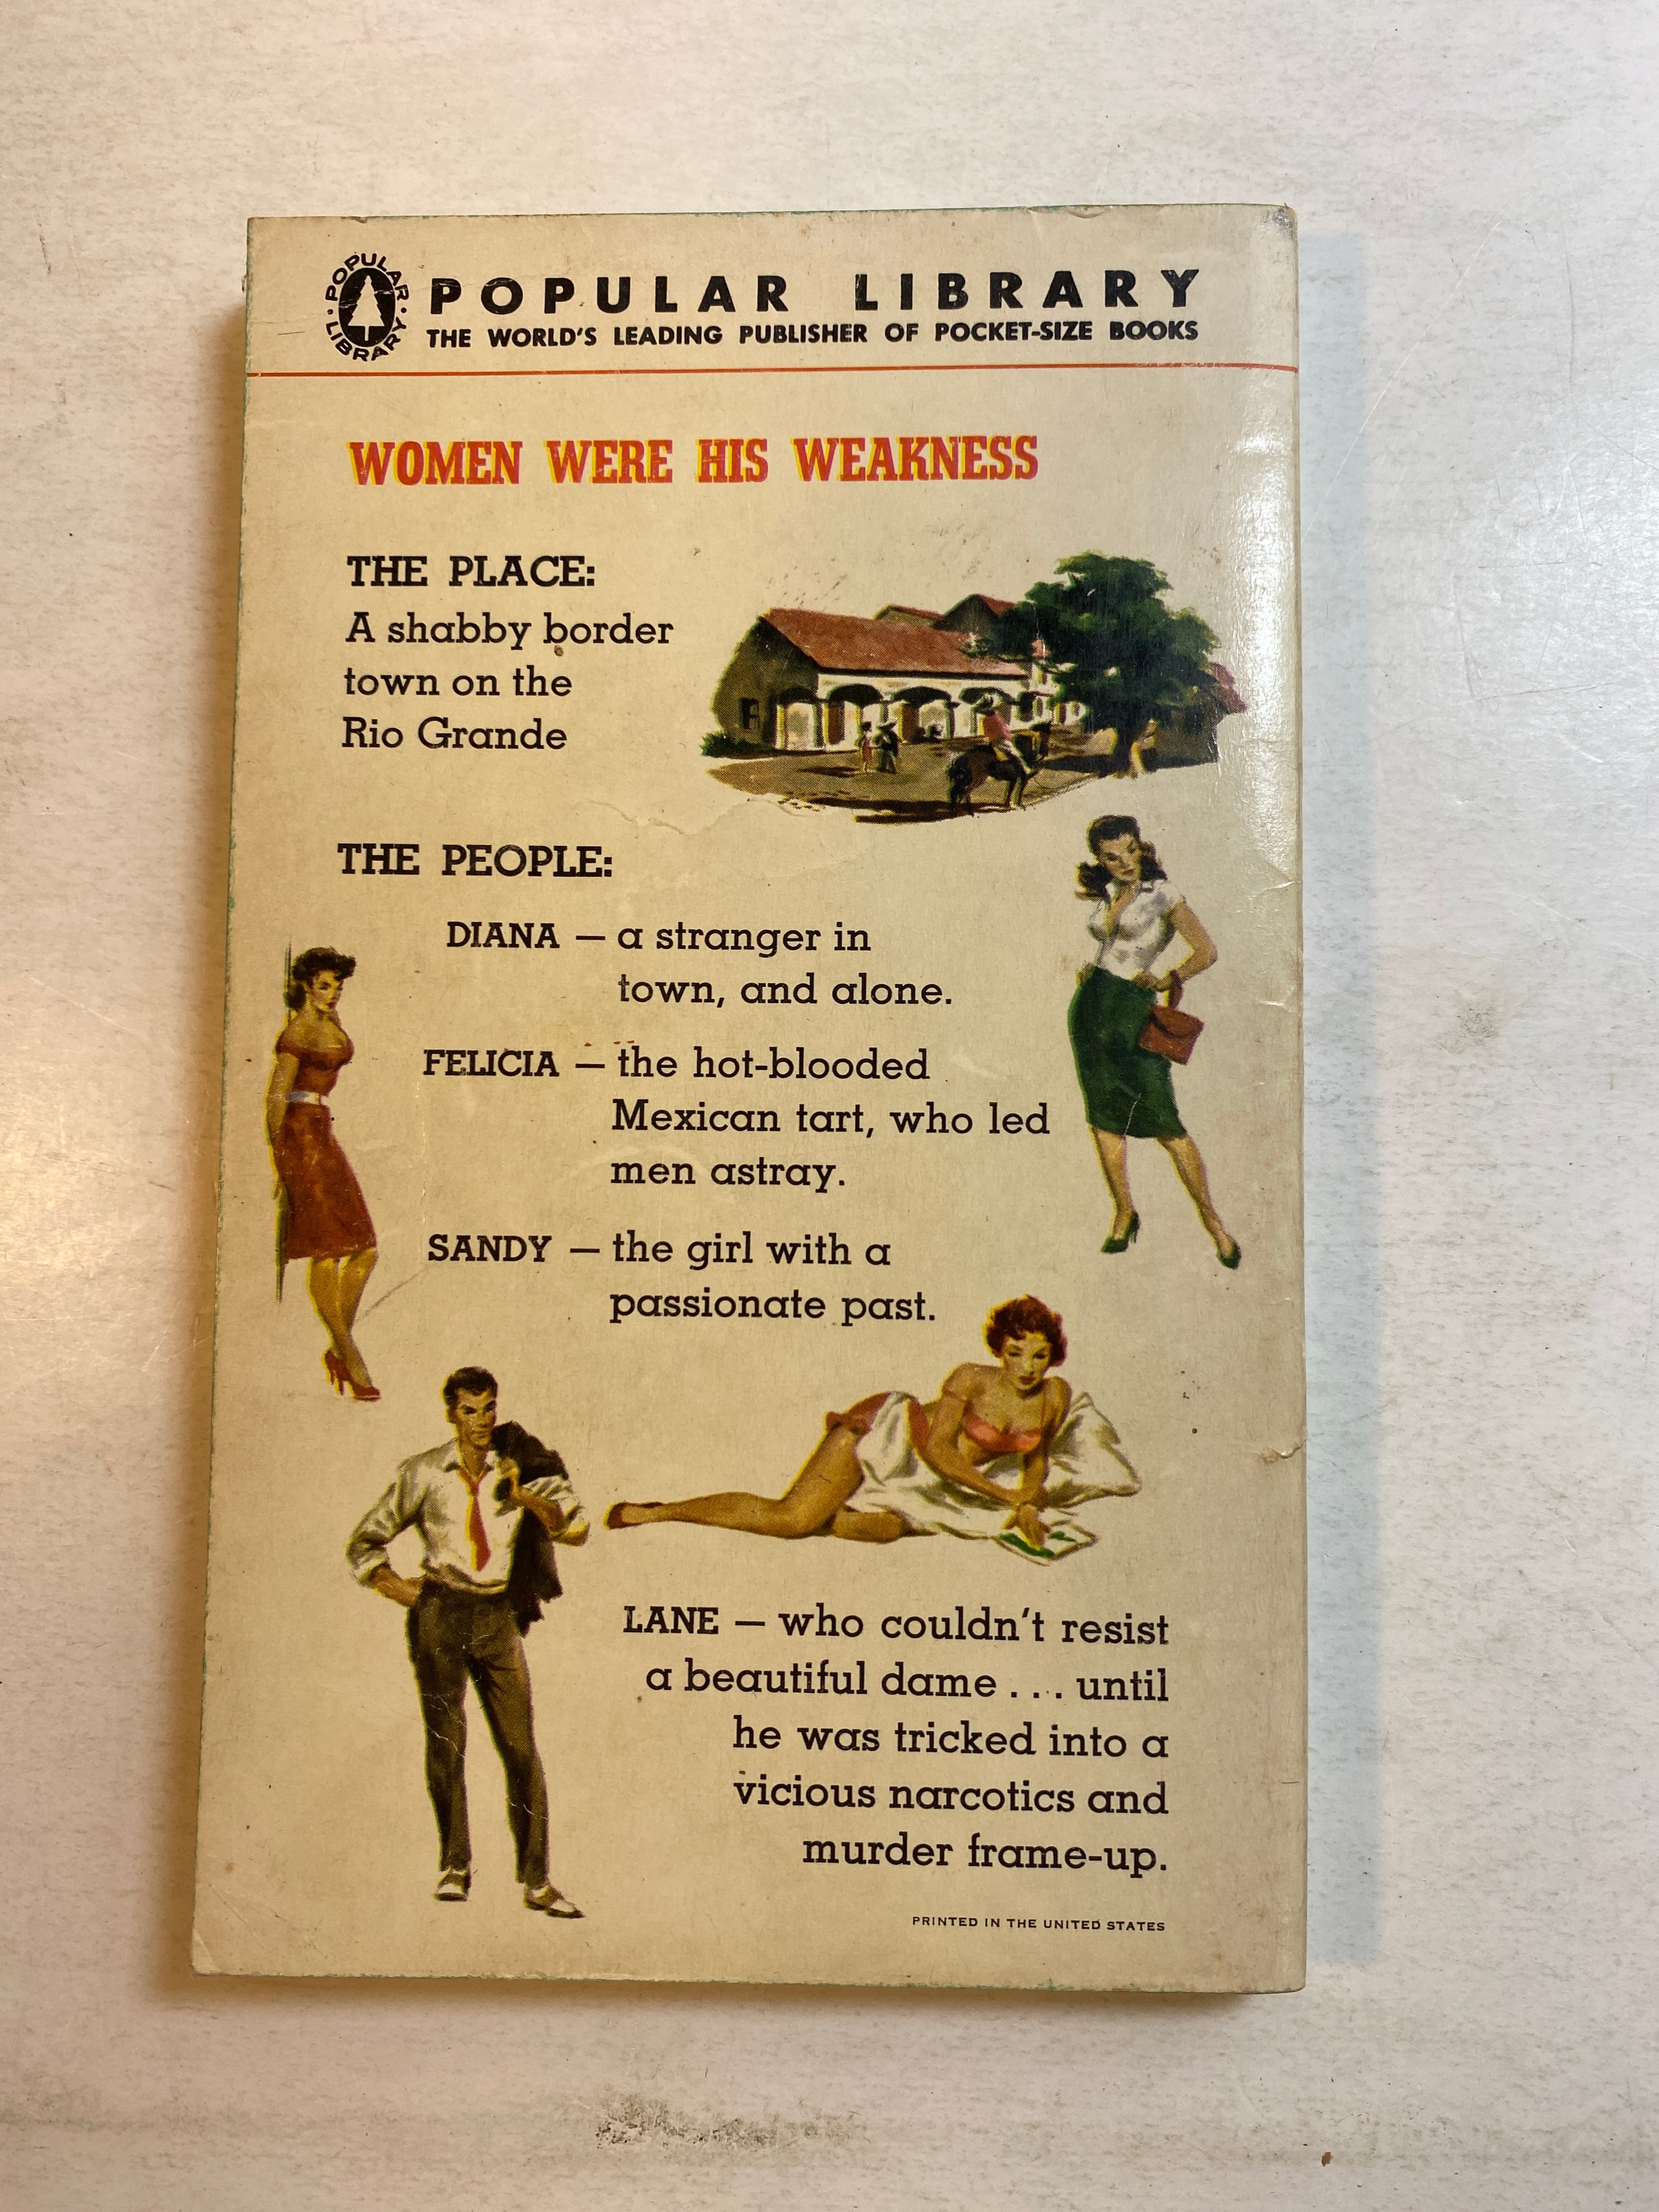 POPULAR LIBRARY
POPULAR LIBRARY
THE WORLD'S LEADING PUBLISHER OF POCKET-SIZE BOOKS
WOMEN WERE HIS WEAKNESS
THE PLACE:
A shabby border
town on the
Rio Grande
THE PEOPLE:
DIANA — a stranger in
town, and alone.
FELICIA — the hot-blooded
Mexican tart, who led
men astray.
SANDY — the girl with a
passionate past.
LANE — who couldn't resist
a beautiful dame . . . until
he was tricked into a
vicious narcotics and
murder frame-up.
PRINTED IN THE UNITED STATES